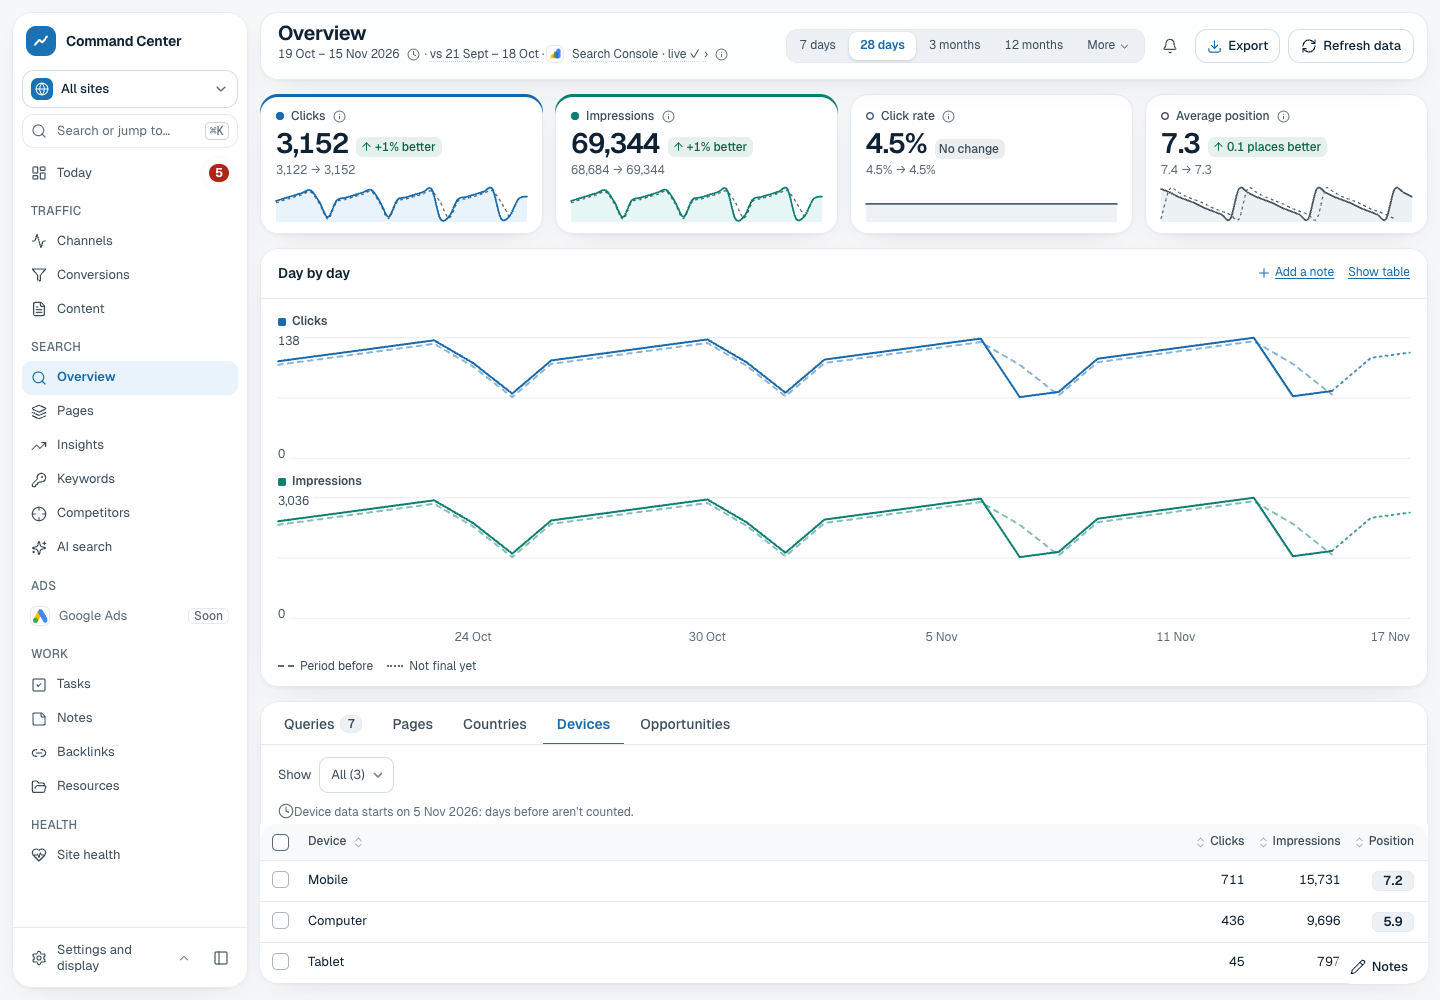 Command Center
All sites
Search or jump to...
⌘K
Today
5
TRAFFIC
Channels
Conversions
Content
SEARCH
Overview
Pages
Insights
Keywords
Competitors
AI search
ADS
Google Ads
Soon
WORK
Tasks
Notes
Backlinks
Resources
HEALTH
Site health
Settings and
display
Overview
19 Oct – 15 Nov 2026 · vs 21 Sept – 18 Oct · Search Console · live ✓ ›
7 days 28 days 3 months 12 months More
Export
Refresh data
Clicks
3,152 ↑ +1% better
3,122 → 3,152
Impressions
69,344 ↑ +1% better
68,684 → 69,344
Click rate
4.5% No change
4.5% → 4.5%
Average position
7.3 ↑ 0.1 places better
7.4 → 7.3
Day by day
+ Add a note Show table
Clicks
138
0
Impressions
3,036
0
24 Oct 30 Oct 5 Nov 11 Nov 17 Nov
Period before Not final yet
Queries 7 Pages Countries Devices Opportunities
Show All (3)
Device data starts on 5 Nov 2026: days before aren't counted.
Device Clicks Impressions Position
Mobile 711 15,731 7.2
Computer 436 9,696 5.9
Tablet 45 797
Notes